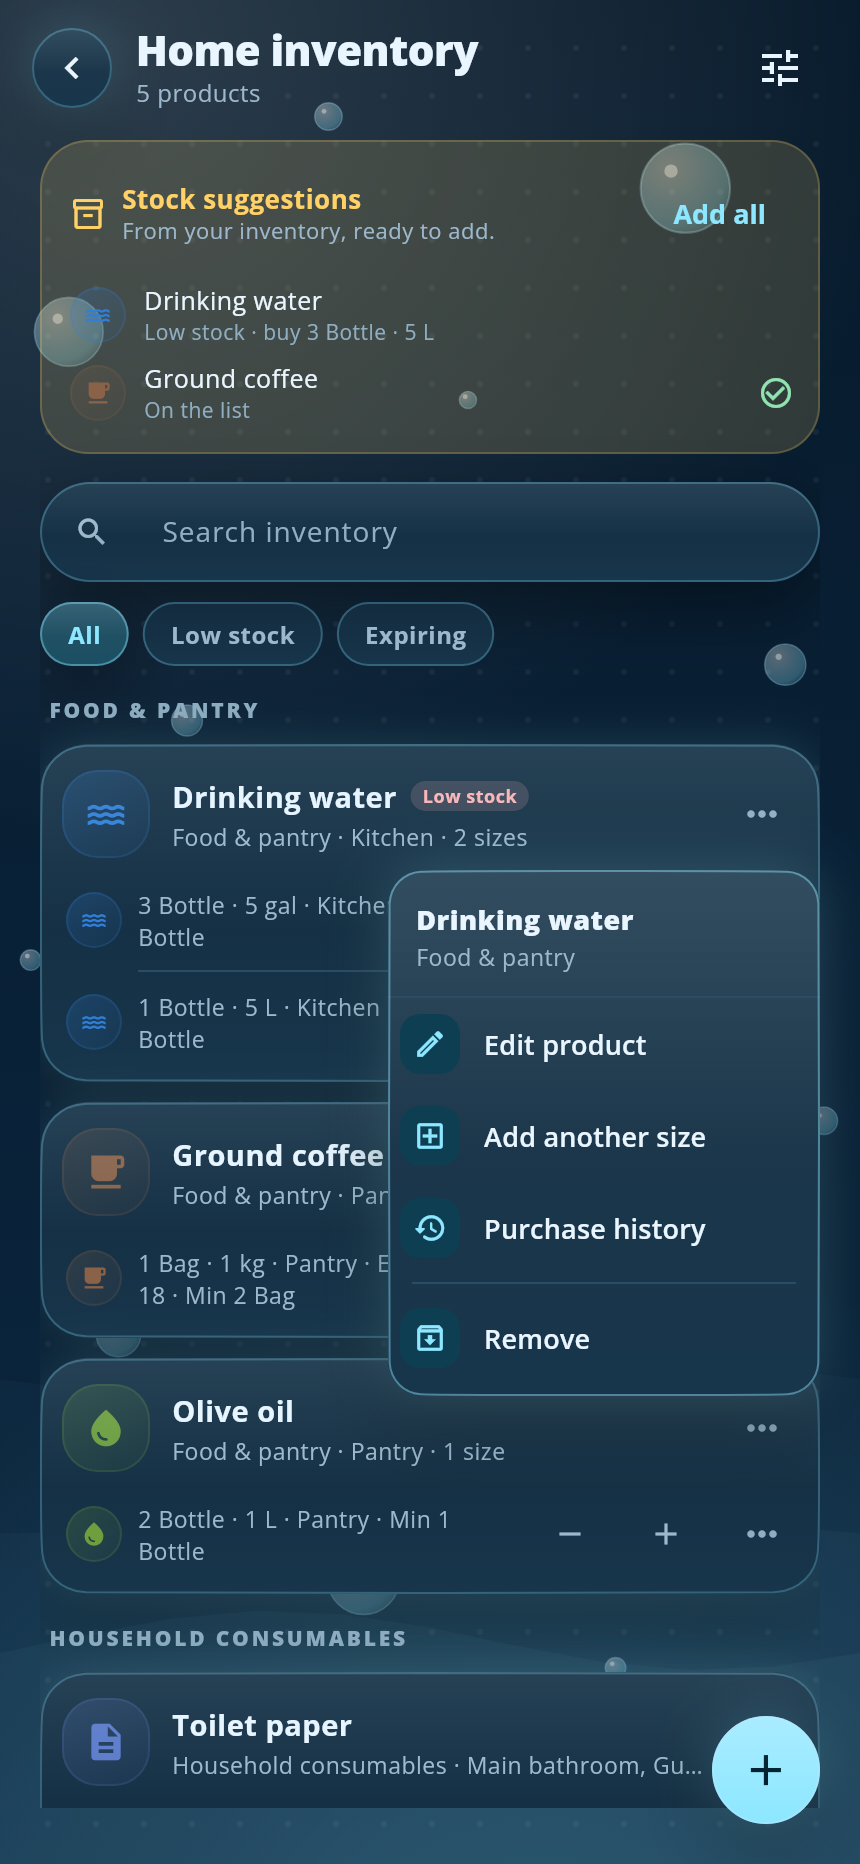 Home inventory
5 products
Stock suggestions
From your inventory, ready to add.
Add all
Drinking water
Low stock · buy 3 Bottle · 5 L
Ground coffee
On the list
Search inventory
All
Low stock
Expiring
FOOD & PANTRY
Drinking water
Low stock
Food & pantry · Kitchen · 2 sizes
3 Bottle · 5 gal · Kitche
Bottle
1 Bottle · 5 L · Kitchen
Bottle
Drinking water
Food & pantry
Edit product
Add another size
Purchase history
Remove
Ground coffee
Food & pantry · Pan
1 Bag · 1 kg · Pantry · E
18 · Min 2 Bag
Olive oil
Food & pantry · Pantry · 1 size
2 Bottle · 1 L · Pantry · Min 1
Bottle
HOUSEHOLD CONSUMABLES
Toilet paper
Household consumables · Main bathroom, Gu...